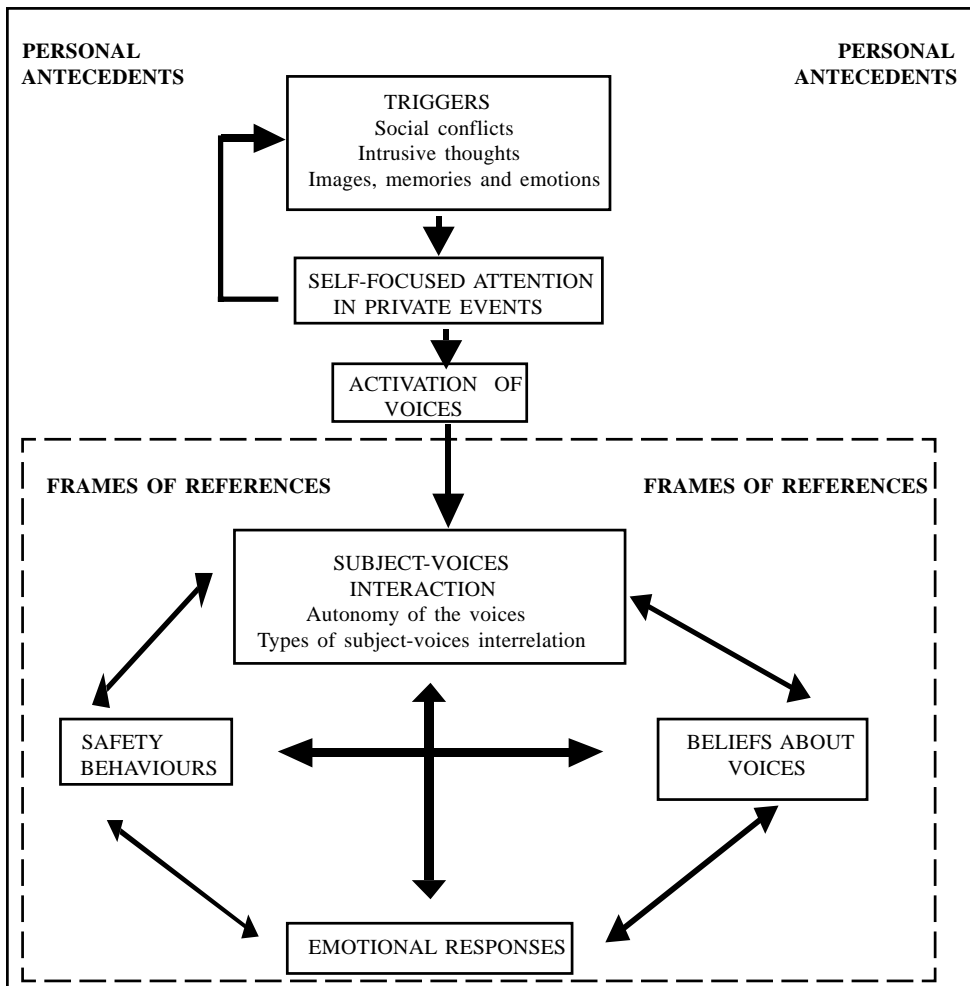 PERSONAL
ANTECEDENTS
PERSONAL
ANTECEDENTS
TRIGGERS
Social conflicts
Intrusive thoughts
Images, memories and emotions
SELF-FOCUSED ATTENTION
IN PRIVATE EVENTS
ACTIVATION OF
VOICES
FRAMES OF REFERENCES
FRAMES OF REFERENCES
SUBJECT-VOICES
INTERACTION
Autonomy of the voices
Types of subject-voices interrelation
SAFETY
BEHAVIOURS
BELIEFS ABOUT
VOICES
EMOTIONAL RESPONSES